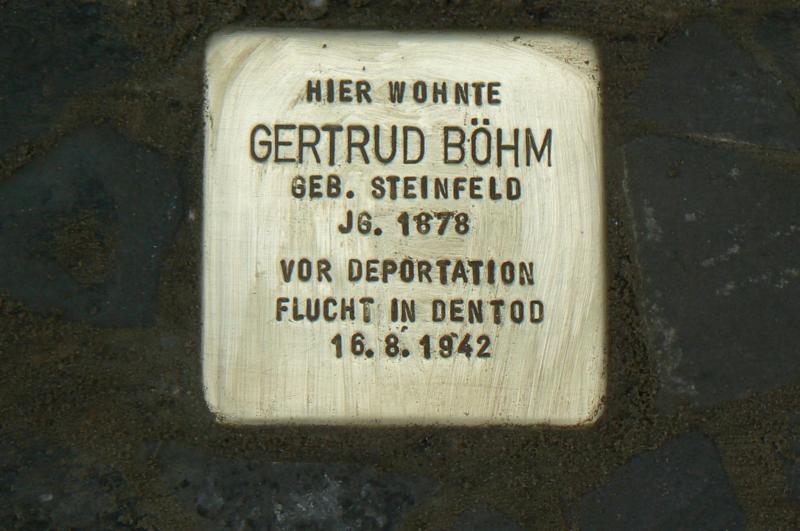 HIER WOHNTE
GERTRUD BÖHM
GEB. STEINFELD
JG. 1878
VOR DEPORTATION
FLUCHT IN DENTOD
16.8.1942